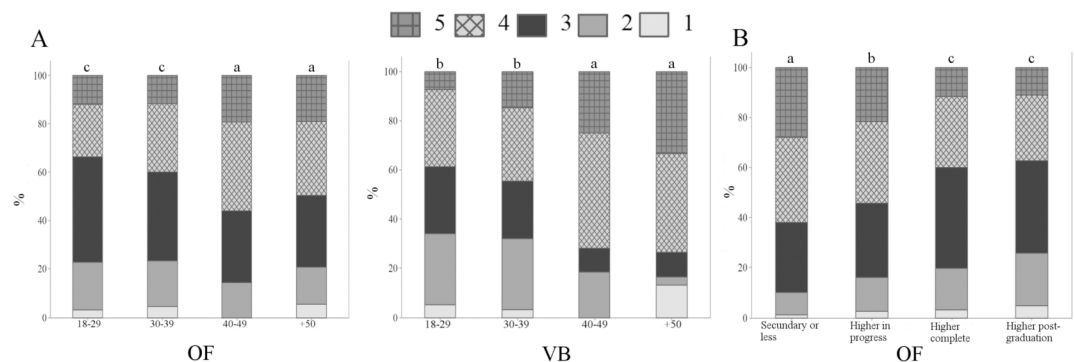 A
5 4 3 2 1
B
c c a a
b b a a
a b c c
100
80
60
40
20
0
%
18-29 30-39 40-49 +50
OF
100
80
60
40
20
0
%
18-29 30-39 40-49 +50
VB
100
80
60
40
20
0
%
Secundary or
less
Higher in
progress
Higher
complete
Higher post-
graduation
OF